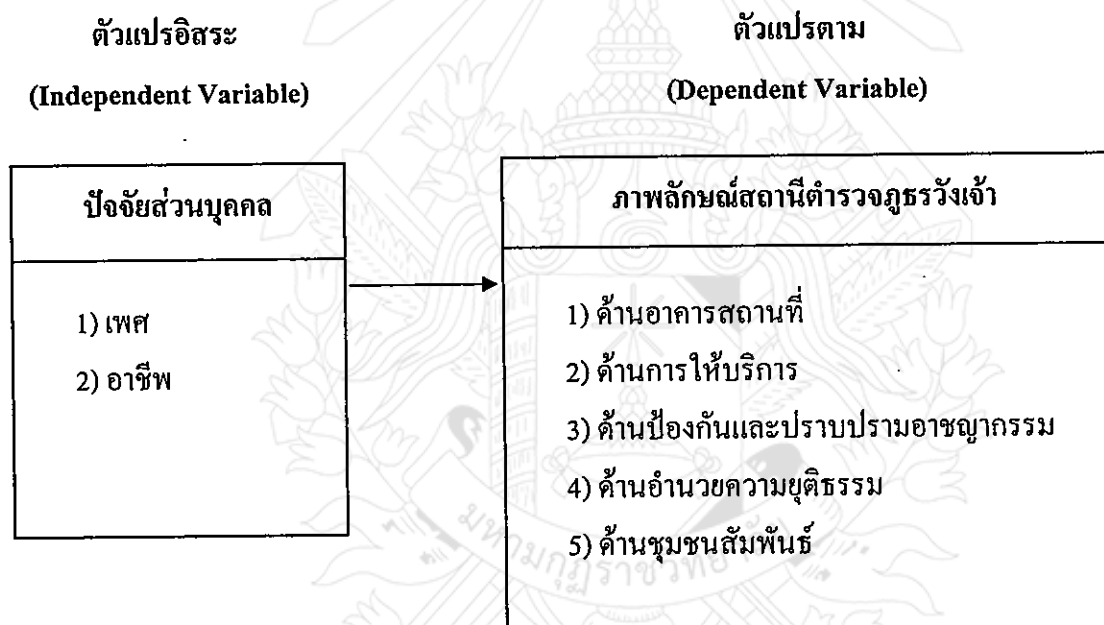 ตัวแปรอิสระ
(Independent Variable)
ตัวแปรตาม
(Dependent Variable)
ปัจจัยส่วนบุคคล
1) เพศ
2) อาชีพ
ภาพลักษณ์สถานีตำรวจภูธรวังเจ้า
1) ด้านอาคารสถานที่
2) ด้านการให้บริการ
3) ด้านป้องกันและปราบปรามอาชญากรรม
4) ด้านอำนวยความยุติธรรม
5) ด้านชุมชนสัมพันธ์